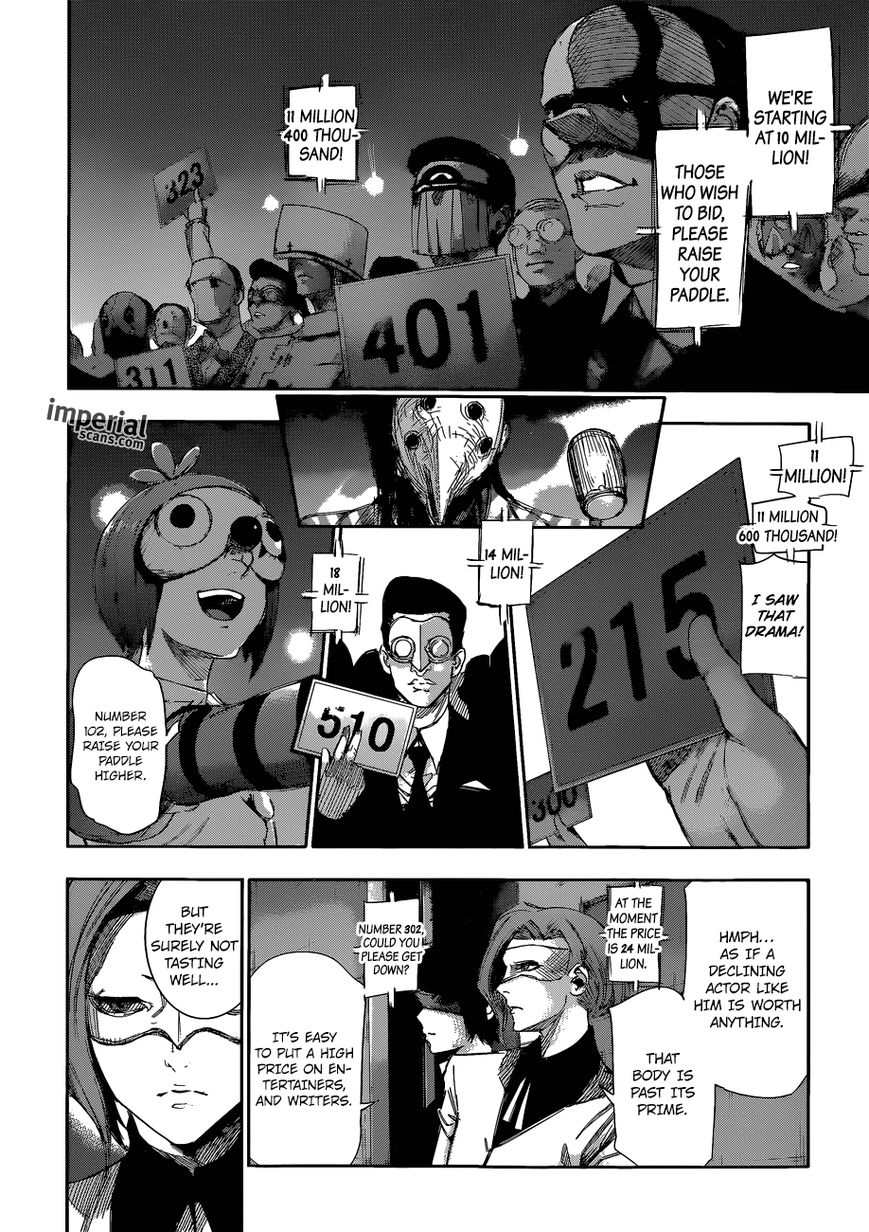 WE'RE
STARTING
AT 10 MIL-
LION!
THOSE
WHO WISH
TO BID,
PLEASE
RAISE
YOUR
PADDLE.
11 MILLION
400 THOU-
SAND!
323
401
311
imperial
scans.com
11
MILLION!
11 MILLION
600 THOUSAND!
I SAW
THAT
DRAMA!
215
300
14 MIL-
LION!
18
MIL-
LION!
510
NUMBER
102, PLEASE
RAISE YOUR
PADDLE
HIGHER.
HMPH...
AS IF A
DECLINING
ACTOR LIKE
HIM IS WORTH
ANYTHING.
THAT
BODY IS
PAST ITS
PRIME.
AT THE
MOMENT
THE PRICE
IS 24 MIL-
LION.
NUMBER 302,
COULD YOU
PLEASE GET
DOWN?
IT'S EASY
TO PUT A HIGH
PRICE ON EN-
TERTAINERS,
AND WRITERS.
BUT
THEY'RE
SURELY NOT
TASTING
WELL...